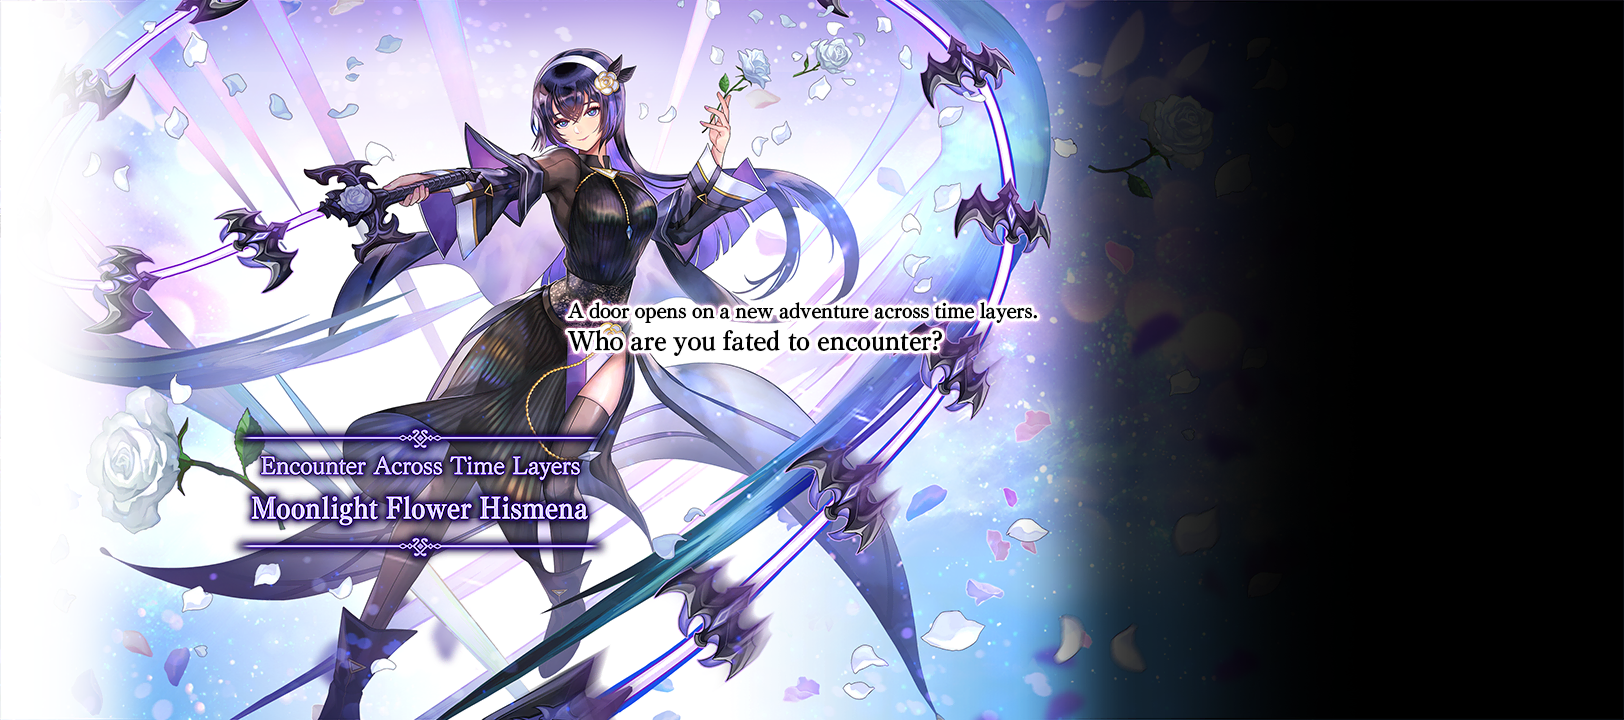 A door opens on a new adventure across time layers.
Who are you fated to encounter?
Encounter Across Time Layers
Moonlight Flower Hismena